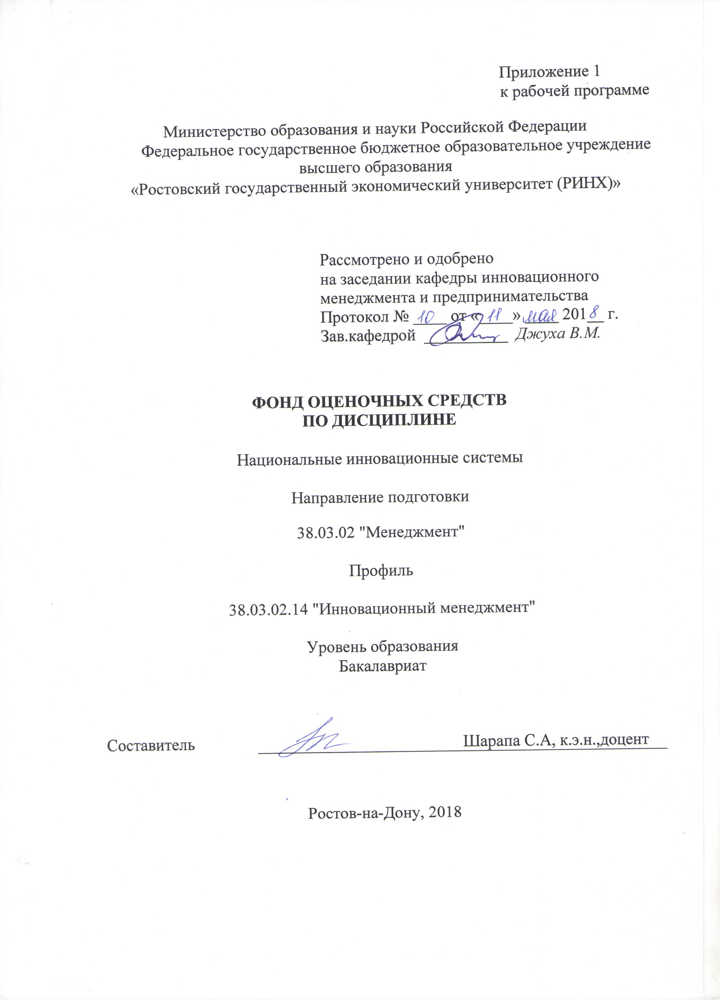 Приложение 1
к рабочей программе
Министерство образования и науки Российской Федерации
Федеральное государственное бюджетное образовательное учреждение
высшего образования
«Ростовский государственный экономический университет (РИНХ)»
Рассмотрено и одобрено
на заседании кафедры инновационного
менеджмента и предпринимательства
Протокол № 10 от « 11 » мая 2018 г.
Зав.кафедрой Джуха В.М.
ФОНД ОЦЕНОЧНЫХ СРЕДСТВ
ПО ДИСЦИПЛИНЕ
Национальные инновационные системы
Направление подготовки
38.03.02 "Менеджмент"
Профиль
38.03.02.14 "Инновационный менеджмент"
Уровень образования
Бакалавриат
Составитель Шарапа С.А, к.э.н.,доцент
Ростов-на-Дону, 2018